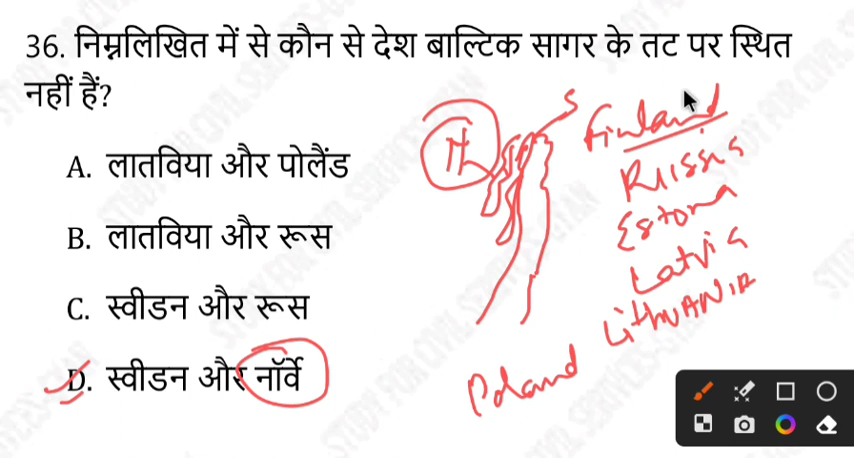 36. निम्नलिखित में से कौन से देश बाल्टिक सागर के तट पर स्थित
नहीं हैं?
A. लातविया और पोलैंड
B. लातविया और रूस
C. स्वीडन और रूस
D. स्वीडन और नॉर्वे
Finland
Russia
Estona
Latvia
LithuANIA
Poland